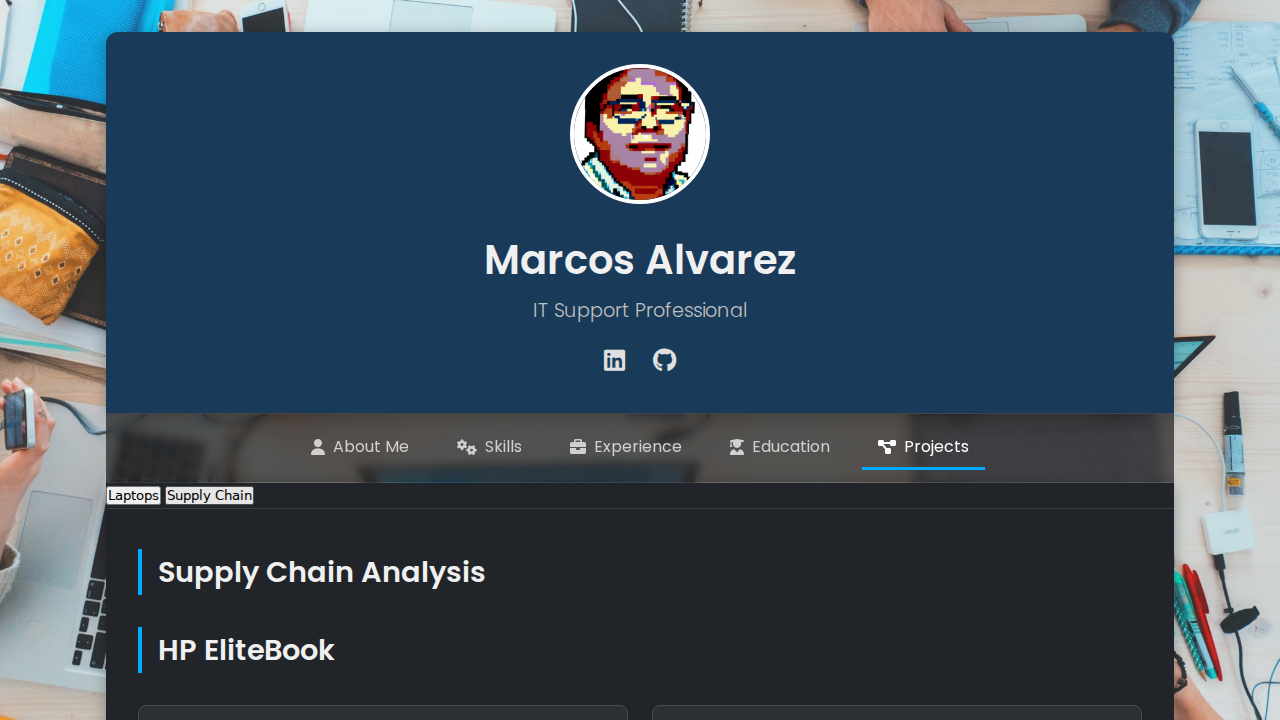 Marcos Alvarez
IT Support Professional
About Me
Skills
Experience
Education
Projects
Laptops
Supply Chain
Supply Chain Analysis
HP EliteBook